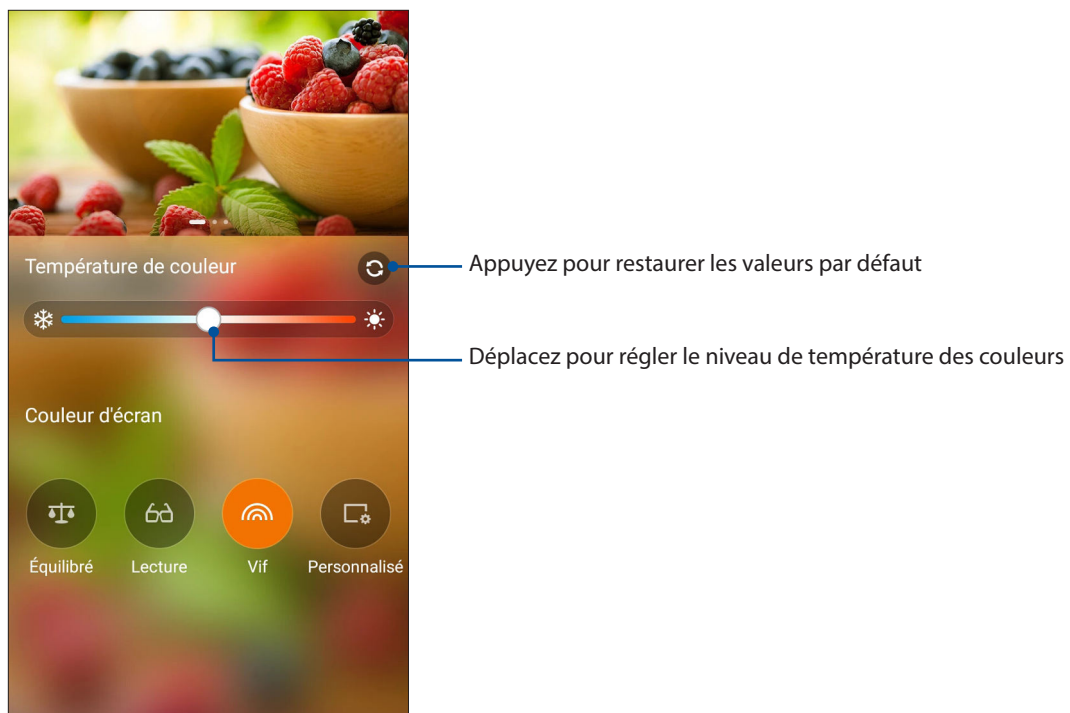 Température de couleur
Appuyez pour restaurer les valeurs par défaut
Déplacez pour régler le niveau de température des couleurs
Couleur d'écran
Équilibré
Lecture
Vif
Personnalisé